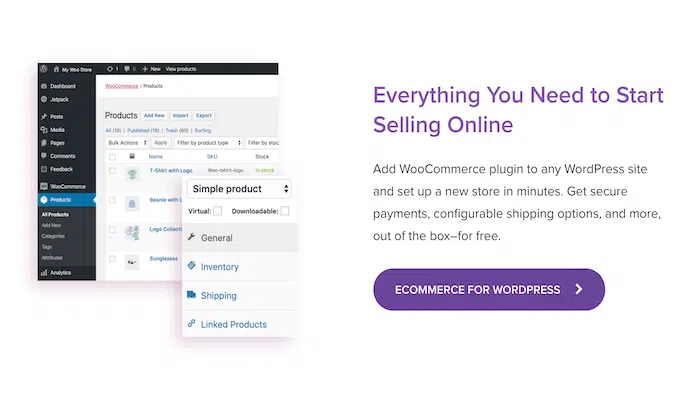 My Woo Store 1 0 + New View products
Dashboard
Jetpack
Posts
Media
Pages
Comments
Feedback
WooCommerce
Products
All Products
Add New
Categories
Tags
Attributes
Analytics
WooCommerce / Products
Products Add New Import Export
All (19) | Published (19) | Trash (60) | Sorting
Bulk Actions Apply Filter by product type Filter by stoc
Name SKU Stock
T-Shirt with Logo Woo-tshirt-logo In stock
Beanie with L
Logo Collecti
Sunglasses
Simple product
Virtual: Downloadable:
General
Inventory
Shipping
Linked Products
Everything You Need to Start
Selling Online
Add WooCommerce plugin to any WordPress site
and set up a new store in minutes. Get secure
payments, configurable shipping options, and more,
out of the box–for free.
ECOMMERCE FOR WORDPRESS